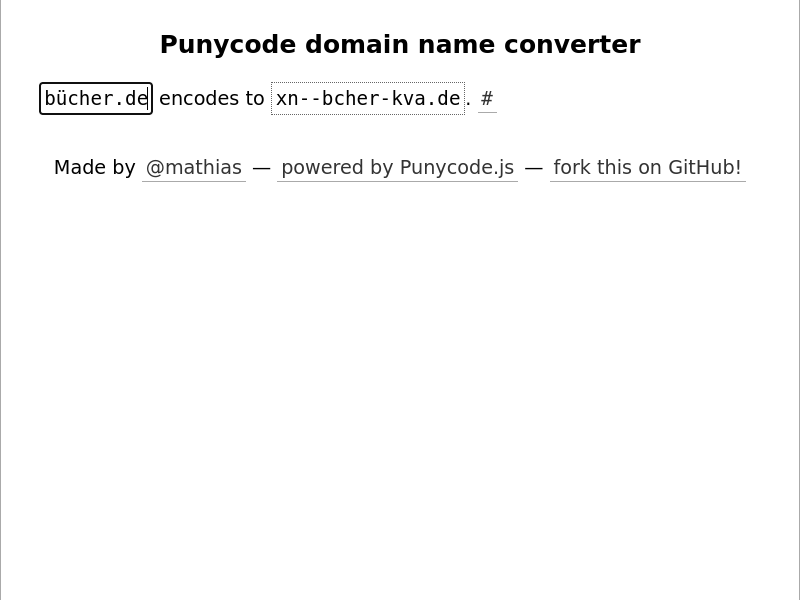 Punycode domain name converter
bücher.de encodes to xn--bcher-kva.de. #
Made by @mathias — powered by Punycode.js — fork this on GitHub!